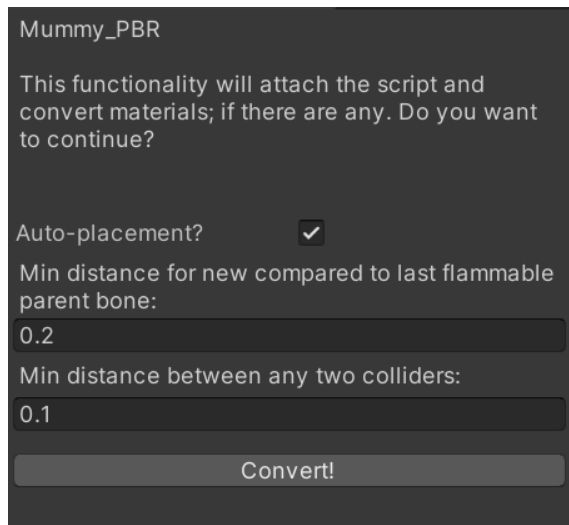 Mummy_PBR
This functionality will attach the script and
convert materials; if there are any. Do you want
to continue?
Auto-placement?
Min distance for new compared to last flammable
parent bone:
0.2
Min distance between any two colliders:
0.1
Convert!